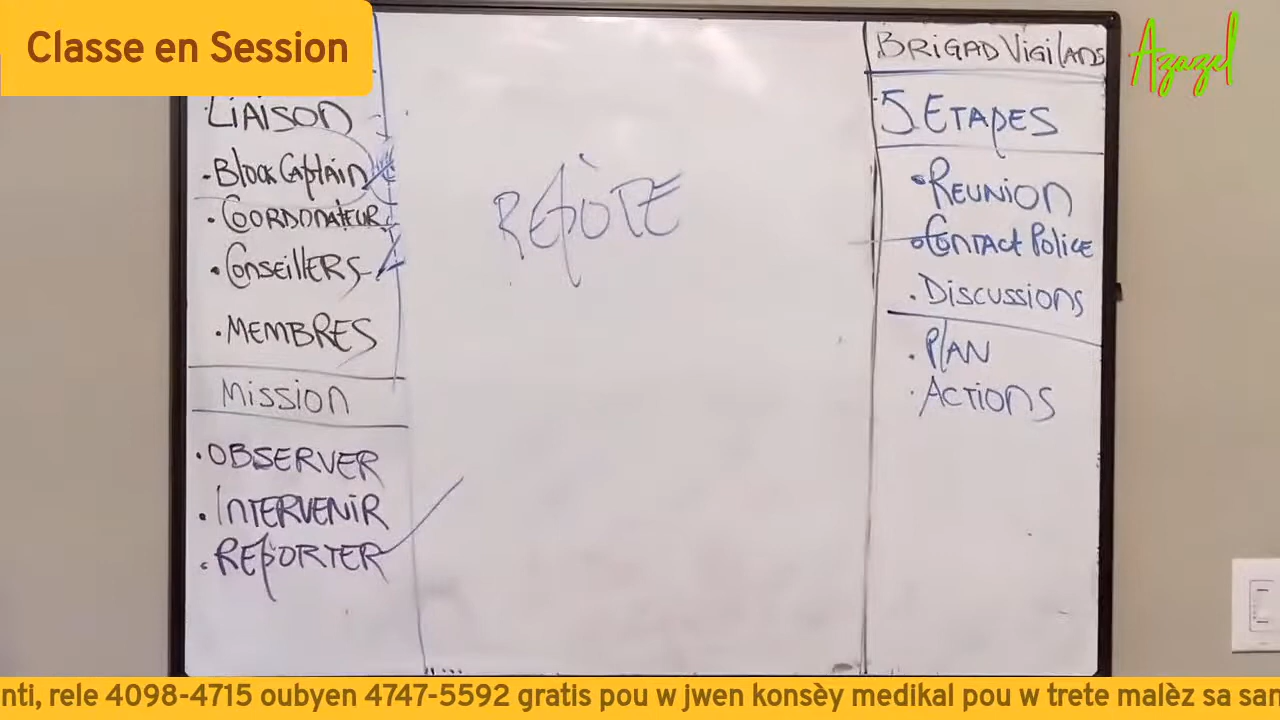 Classe en Session
LIAISON
• Block Captain
• COORDONATEUR
• CONSEILLERS
• MEMBRES
Mission
• OBSERVER
• INTERVENIR
• REPORTER
REPÒTE
BRIGAD VIGILANS
5 ETAPES
• REUNION
• CONTACT POLICE
• DISCUSSIONS
• PLAN
• ACTIONS
Azazel
nti, rele 4098-4715 oubyen 4747-5592 gratis pou w jwen konsèy medikal pou w trete malèz sa san